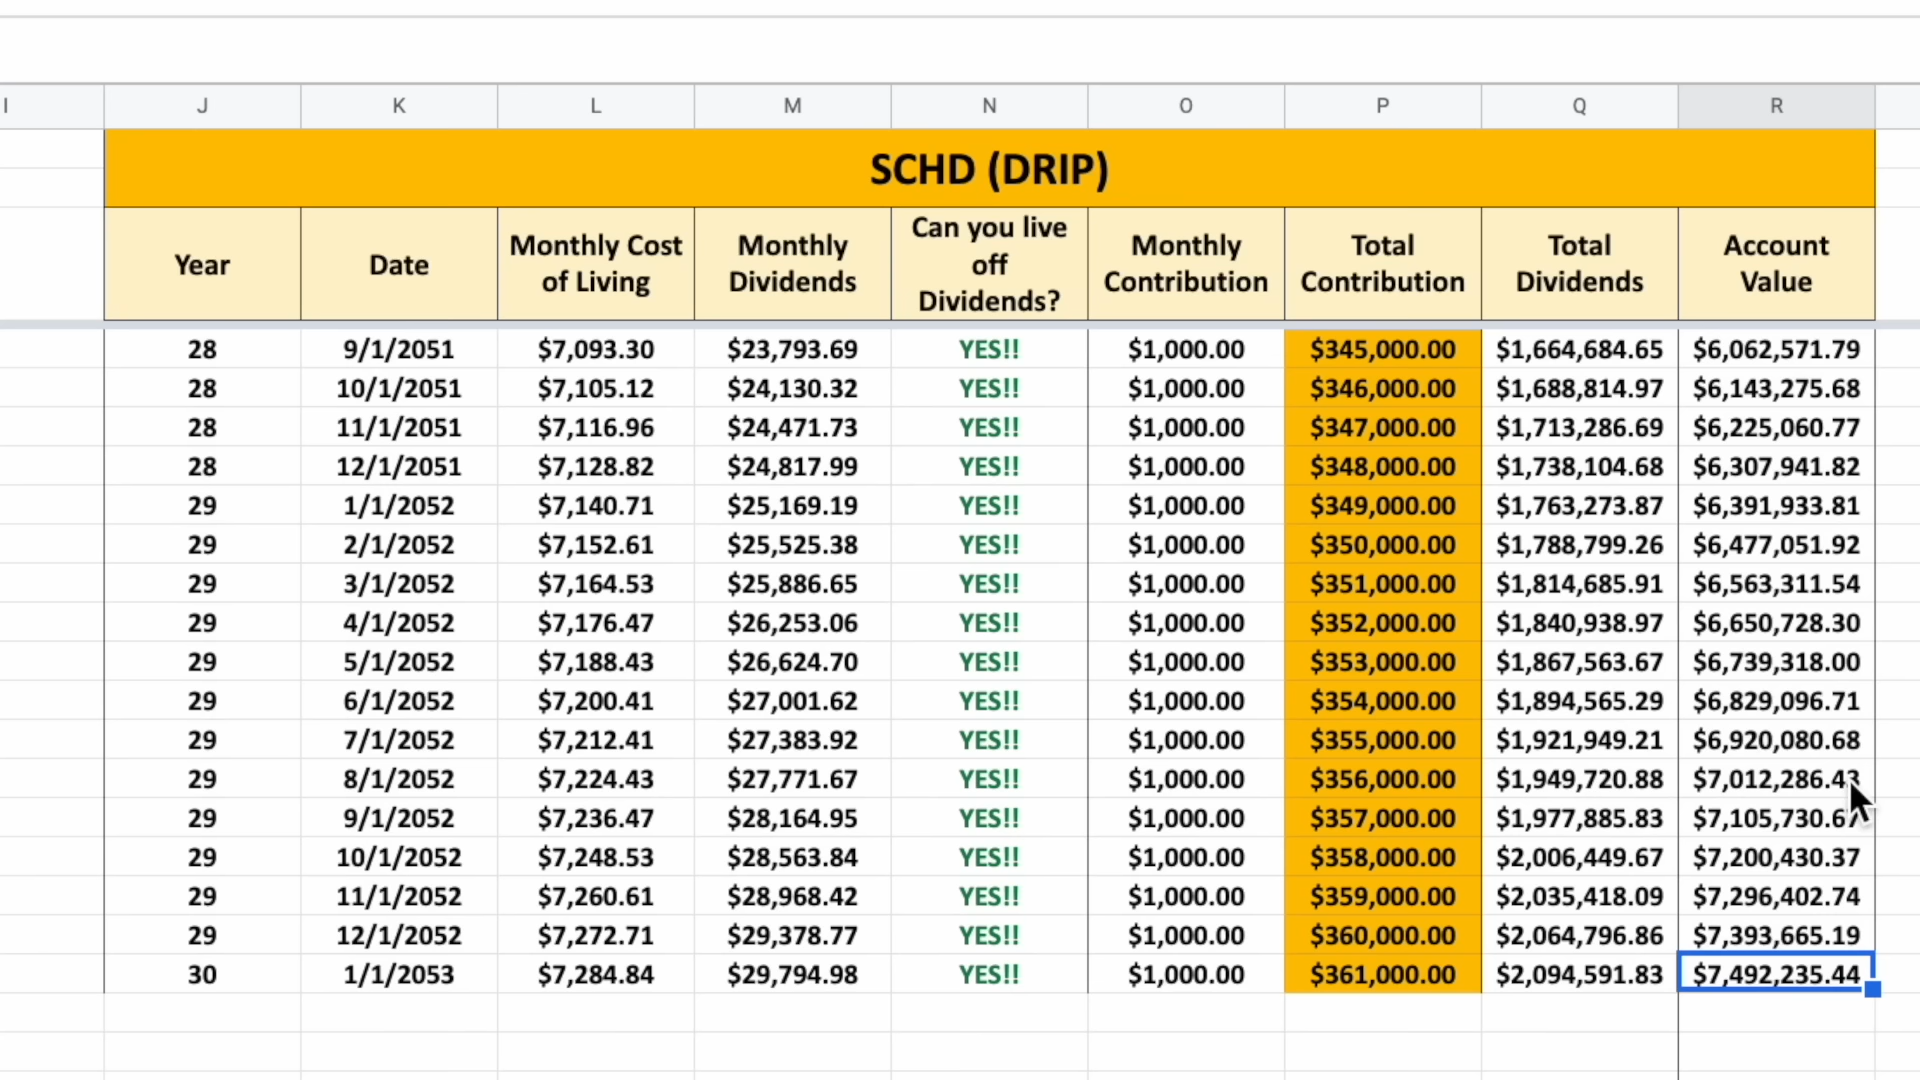 I J K L M N O P Q R
SCHD (DRIP)
Year Date Monthly Cost of Living Monthly Dividends Can you live off Dividends? Monthly Contribution Total Contribution Total Dividends Account Value
28 9/1/2051 $7,093.30 $23,793.69 YES!! $1,000.00 $345,000.00 $1,664,684.65 $6,062,571.79
28 10/1/2051 $7,105.12 $24,130.32 YES!! $1,000.00 $346,000.00 $1,688,814.97 $6,143,275.68
28 11/1/2051 $7,116.96 $24,471.73 YES!! $1,000.00 $347,000.00 $1,713,286.69 $6,225,060.77
28 12/1/2051 $7,128.82 $24,817.99 YES!! $1,000.00 $348,000.00 $1,738,104.68 $6,307,941.82
29 1/1/2052 $7,140.71 $25,169.19 YES!! $1,000.00 $349,000.00 $1,763,273.87 $6,391,933.81
29 2/1/2052 $7,152.61 $25,525.38 YES!! $1,000.00 $350,000.00 $1,788,799.26 $6,477,051.92
29 3/1/2052 $7,164.53 $25,886.65 YES!! $1,000.00 $351,000.00 $1,814,685.91 $6,563,311.54
29 4/1/2052 $7,176.47 $26,253.06 YES!! $1,000.00 $352,000.00 $1,840,938.97 $6,650,728.30
29 5/1/2052 $7,188.43 $26,624.70 YES!! $1,000.00 $353,000.00 $1,867,563.67 $6,739,318.00
29 6/1/2052 $7,200.41 $27,001.62 YES!! $1,000.00 $354,000.00 $1,894,565.29 $6,829,096.71
29 7/1/2052 $7,212.41 $27,383.92 YES!! $1,000.00 $355,000.00 $1,921,949.21 $6,920,080.68
29 8/1/2052 $7,224.43 $27,771.67 YES!! $1,000.00 $356,000.00 $1,949,720.88 $7,012,286.43
29 9/1/2052 $7,236.47 $28,164.95 YES!! $1,000.00 $357,000.00 $1,977,885.83
29 10/1/2052 $7,248.53 $28,563.84 YES!! $1,000.00 $358,000.00 $2,006,449.67 $7,200,430.37
29 11/1/2052 $7,260.61 $28,968.42 YES!! $1,000.00 $359,000.00 $2,035,418.09 $7,296,402.74
29 12/1/2052 $7,272.71 $29,378.77 YES!! $1,000.00 $360,000.00 $2,064,796.86 $7,393,665.19
30 1/1/2053 $7,284.84 $29,794.98 YES!! $1,000.00 $361,000.00 $2,094,591.83 $7,492,235.44